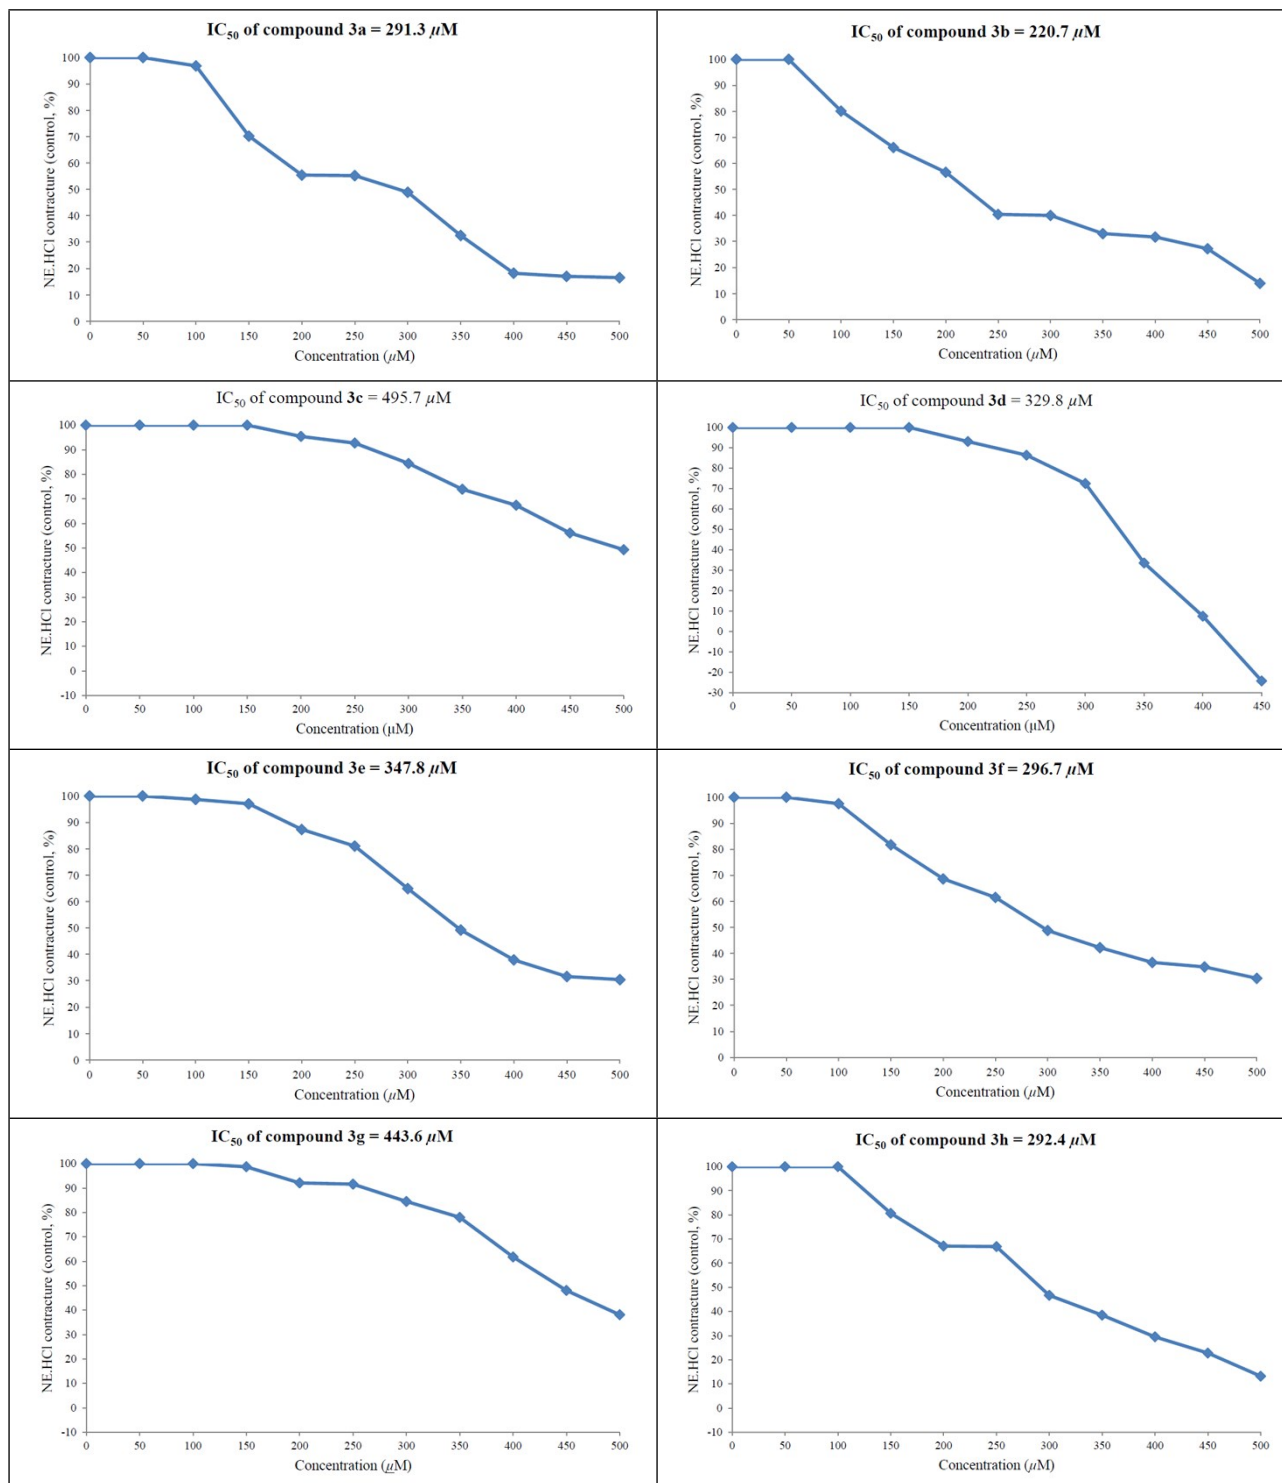 IC50 of compound 3a = 291.3 µM
NE.HCl contracture (control, %)
100
90
80
70
60
50
40
30
20
10
0
0 50 100 150 200 250 300 350 400 450 500
Concentration (µM)
IC50 of compound 3b = 220.7 µM
NE.HCl contracture (control, %)
100
90
80
70
60
50
40
30
20
10
0
0 50 100 150 200 250 300 350 400 450 500
Concentration (µM)
IC50 of compound 3c = 495.7 µM
NE.HCl contracture (control, %)
100
90
80
70
60
50
40
30
20
10
0
-10
0 50 100 150 200 250 300 350 400 450 500
Concentration (µM)
IC50 of compound 3d = 329.8 µM
NE.HCl contracture (control, %)
100
90
80
70
60
50
40
30
20
10
0
-10
-20
-30
0 50 100 150 200 250 300 350 400 450
Concentration (µM)
IC50 of compound 3e = 347.8 µM
NE.HCl contracture (control, %)
100
90
80
70
60
50
40
30
20
10
0
0 50 100 150 200 250 300 350 400 450 500
Concentration (µM)
IC50 of compound 3f = 296.7 µM
NE.HCl contracture (control, %)
100
90
80
70
60
50
40
30
20
10
0
0 50 100 150 200 250 300 350 400 450 500
Concentration (µM)
IC50 of compound 3g = 443.6 µM
NE.HCl contracture (control, %)
100
90
80
70
60
50
40
30
20
10
0
-10
0 50 100 150 200 250 300 350 400 450 500
Concentration (µM)
IC50 of compound 3h = 292.4 µM
NE.HCl contracture (control, %)
100
90
80
70
60
50
40
30
20
10
0
-10
0 50 100 150 200 250 300 350 400 450 500
Concentration (µM)